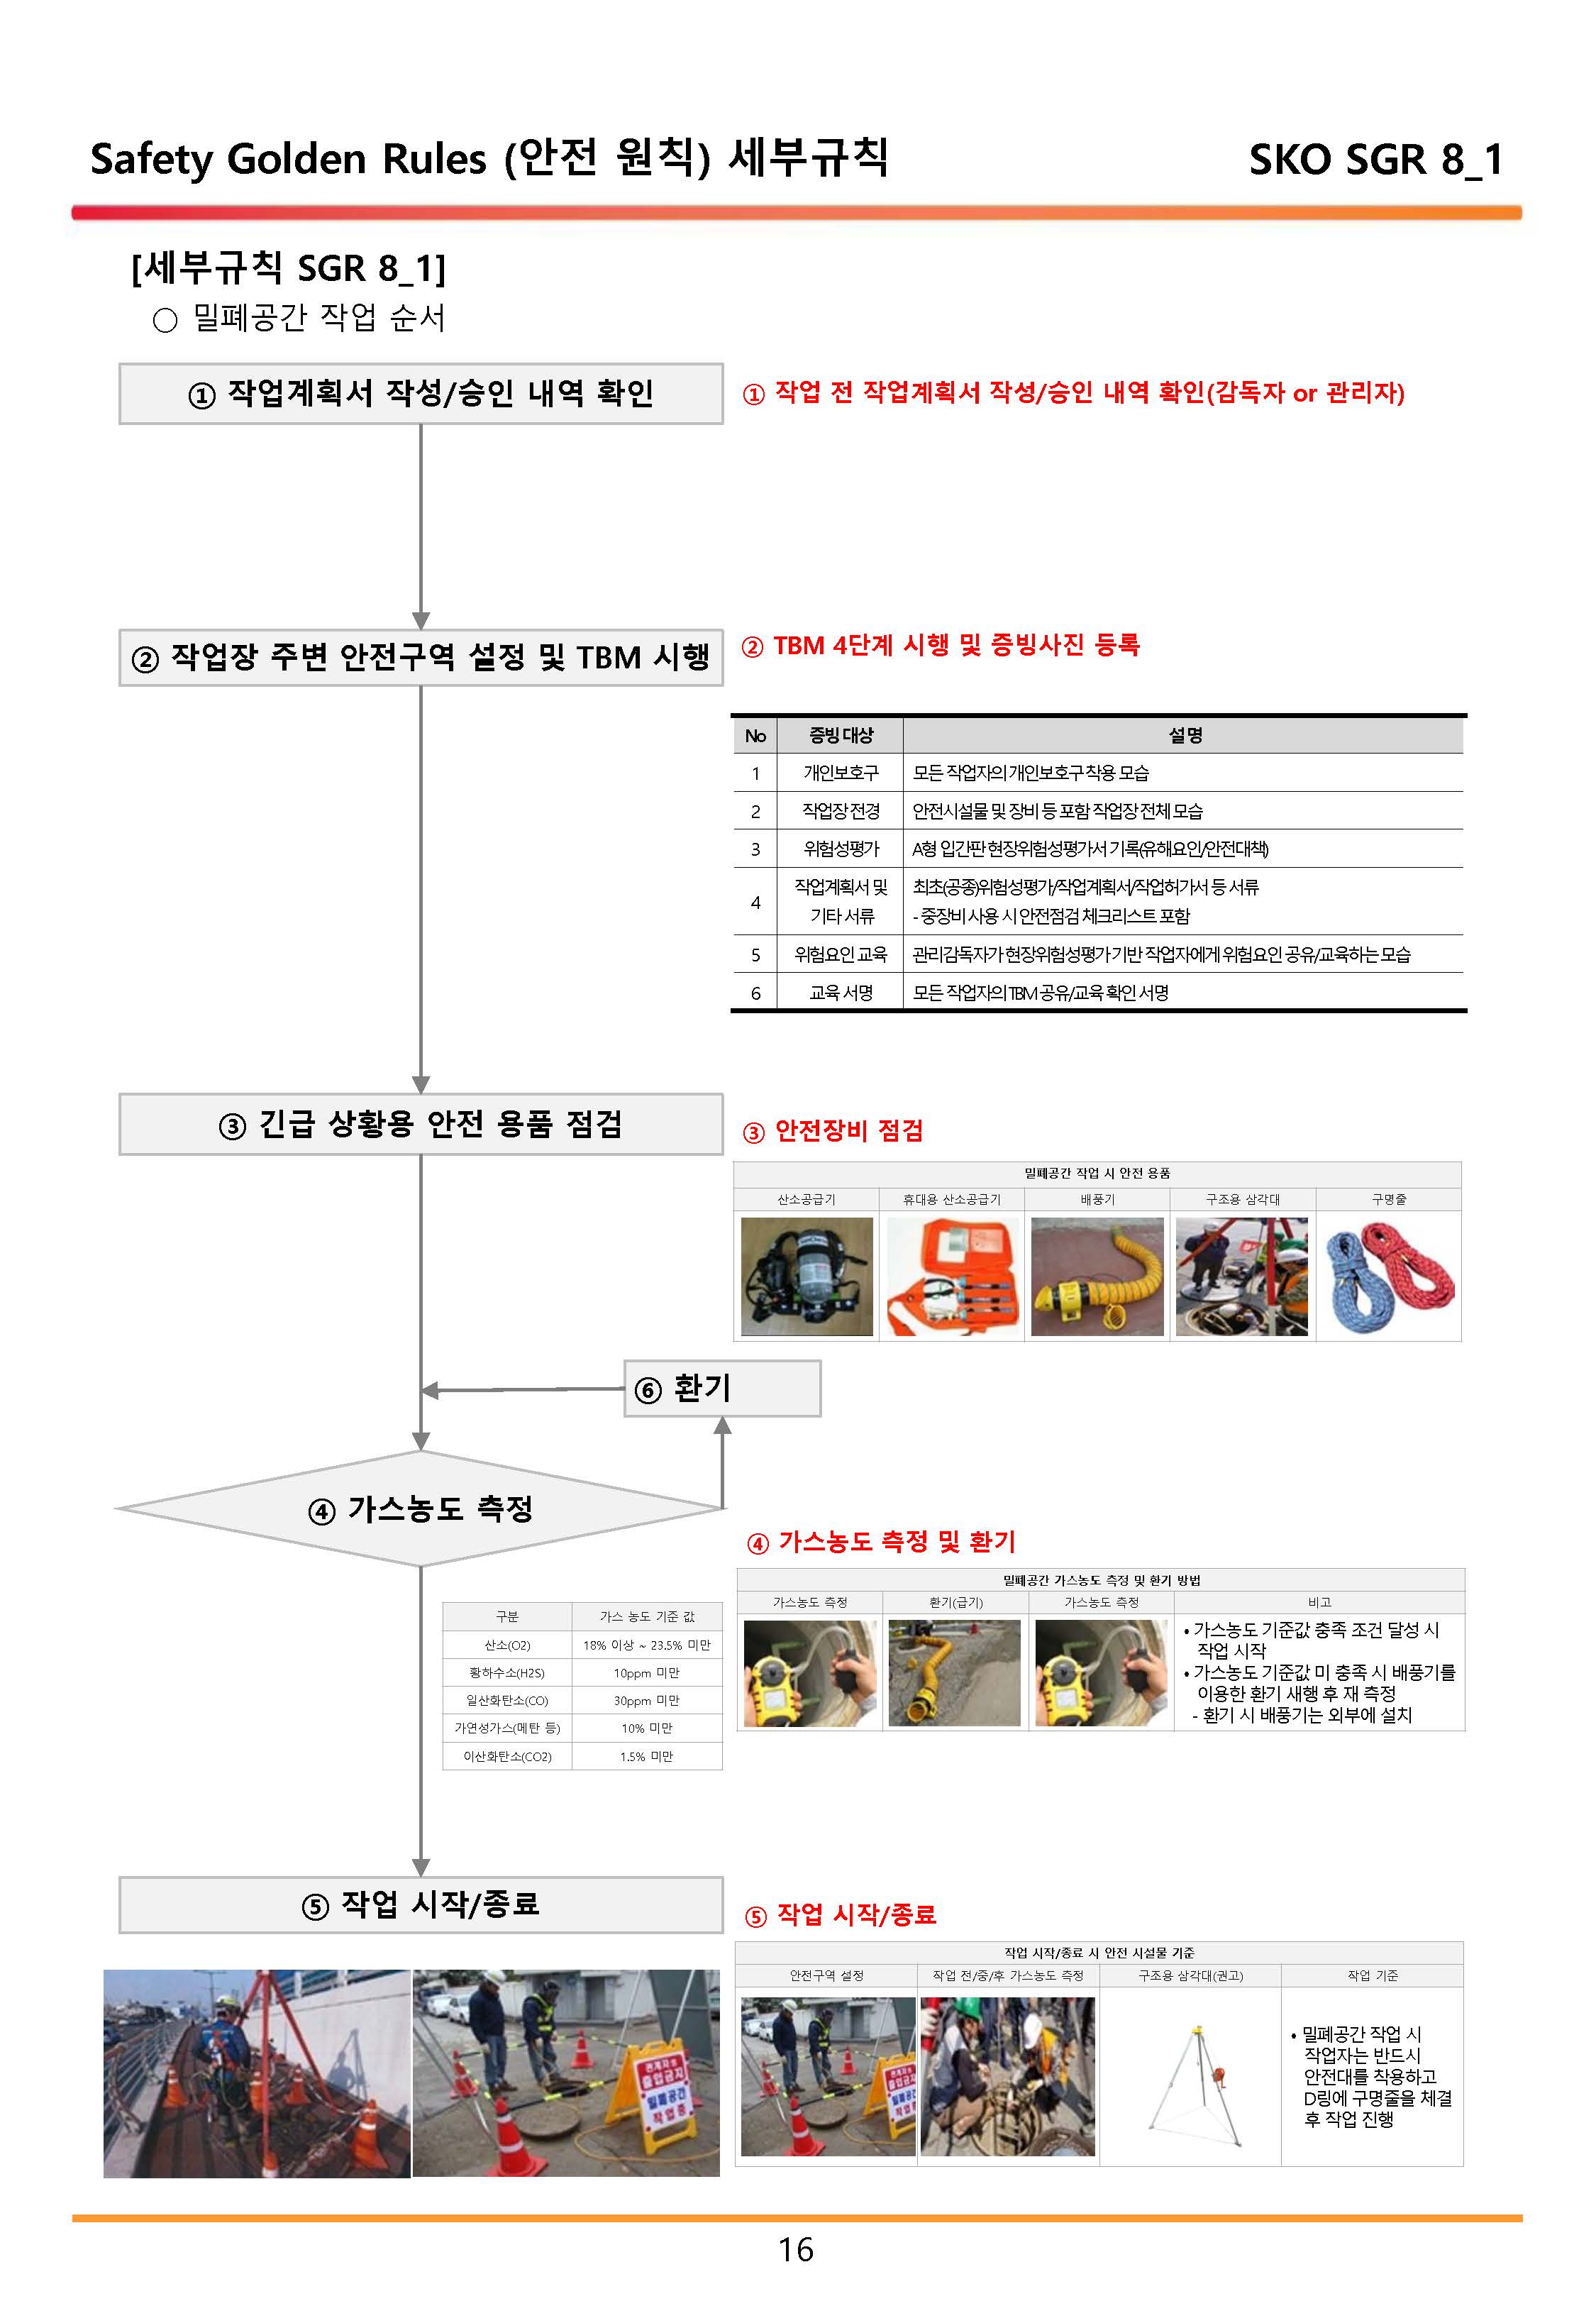 Safety Golden Rules (안전 원칙) 세부규칙
SKO SGR 8_1
[세부규칙 SGR 8_1]
○ 밀폐공간 작업 순서
① 작업계획서 작성/승인 내역 확인
① 작업 전 작업계획서 작성/승인 내역 확인(감독자 or 관리자)
② 작업장 주변 안전구역 설정 및 TBM 시행
② TBM 4단계 시행 및 증빙사진 등록
No 증빙 대상 설명
1 개인보호구 모든 작업자의 개인보호구 착용 모습
2 작업장 전경 안전시설물 및 장비 등 포함 작업장 전체 모습
3 위험성평가 A형 입간판 현장위험성평가서 기록(유해요인/안전대책)
4 작업계획서 및 기타 서류 최초(공종)위험성평가/작업계획서/작업허가서 등 서류
- 중장비 사용 시 안전점검 체크리스트 포함
5 위험요인 교육 관리감독자가 현장위험성평가 기반 작업자에게 위험요인 공유/교육하는 모습
6 교육 서명 모든 작업자의 TBM 공유/교육 확인 서명
③ 긴급 상황용 안전 용품 점검
③ 안전장비 점검
밀폐공간 작업 시 안전 용품
산소공급기 휴대용 산소공급기 배풍기 구조용 삼각대 구명줄
⑥ 환기
④ 가스농도 측정
④ 가스농도 측정 및 환기
밀폐공간 가스농도 측정 및 환기 방법
가스농도 측정 환기(급기) 가스농도 측정 비고
• 가스농도 기준값 충족 조건 달성 시
작업 시작
• 가스농도 기준값 미 충족 시 배풍기를
이용한 환기 새행 후 재 측정
- 환기 시 배풍기는 외부에 설치
구분 가스 농도 기준 값
산소(O2) 18% 이상 ~ 23.5% 미만
황하수소(H2S) 10ppm 미만
일산화탄소(CO) 30ppm 미만
가연성가스(메탄 등) 10% 미만
이산화탄소(CO2) 1.5% 미만
⑤ 작업 시작/종료
⑤ 작업 시작/종료
작업 시작/종료 시 안전 시설물 기준
안전구역 설정 작업 전/중/후 가스농도 측정 구조용 삼각대(권고) 작업 기준
• 밀폐공간 작업 시
작업자는 반드시
안전대를 착용하고
D링에 구명줄을 체결
후 작업 진행
관계자외
출입금지
밀폐공간
작업중
16